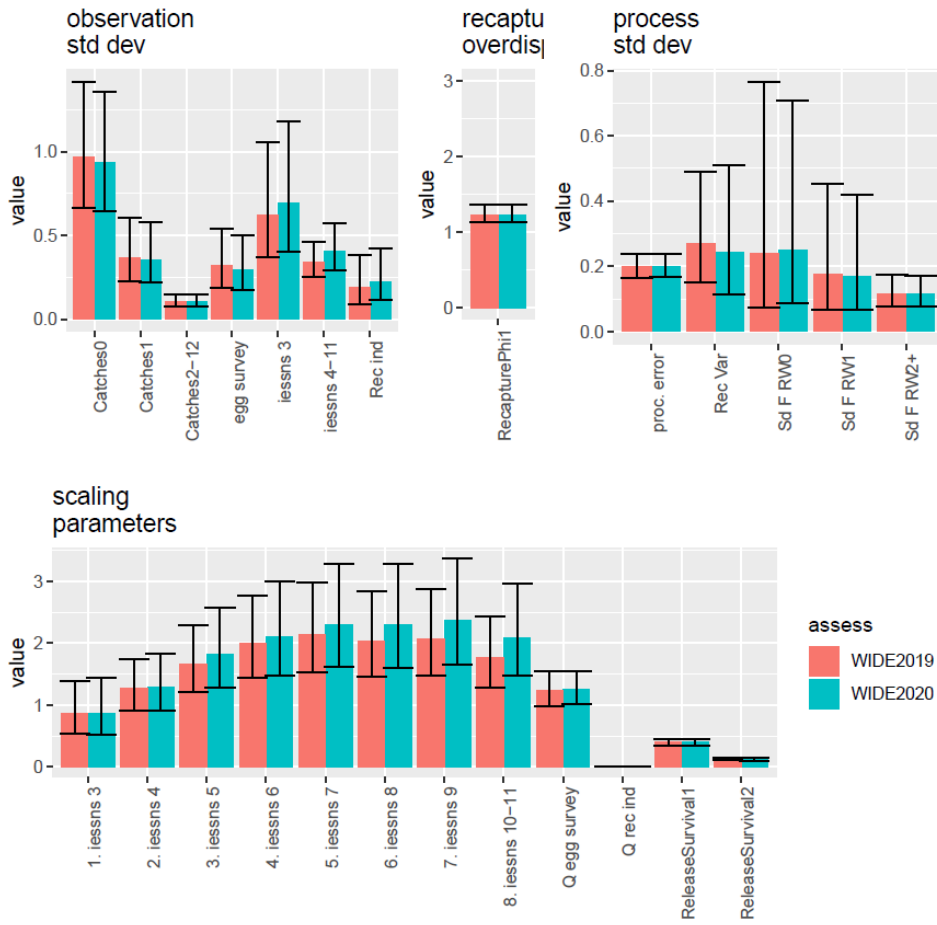 observation
std dev
recaptu
overdis
process
std dev
value
1.0
0.5
0.0
Catches0
Catches1
Catches2−12
egg survey
iessns 3
iessns 4−11
Rec ind
value
3
2
1
0
RecapturePhi1
value
0.8
0.6
0.4
0.2
0.0
proc. error
Rec Var
Sd F RW0
Sd F RW1
Sd F RW2+
scaling
parameters
value
3
2
1
0
1. iessns 3
2. iessns 4
3. iessns 5
4. iessns 6
5. iessns 7
6. iessns 8
7. iessns 9
8. iessns 10−11
Q egg survey
Q rec ind
ReleaseSurvival1
ReleaseSurvival2
assess
WIDE2019
WIDE2020